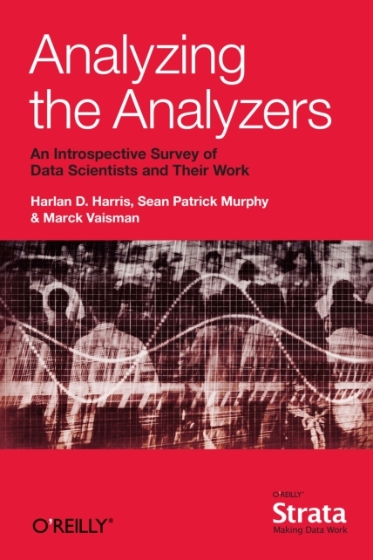 Analyzing
the Analyzers
An Introspective Survey of
Data Scientists and Their Work
Harlan D. Harris, Sean Patrick Murphy
& Marck Vaisman
O'REILLY®
O'REILLY®
Strata
Making Data Work